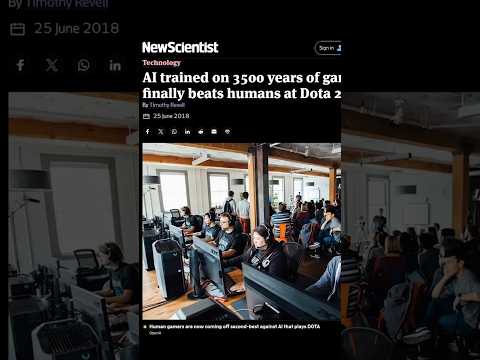 By Timothy Revell
25 June 2018
NewScientist
Sign in
Technology
AI trained on 3500 years of gam
finally beats humans at Dota 2
By Timothy Revell
25 June 2018
Human gamers are now coming off second-best against AI that plays DOTA
OpenAI